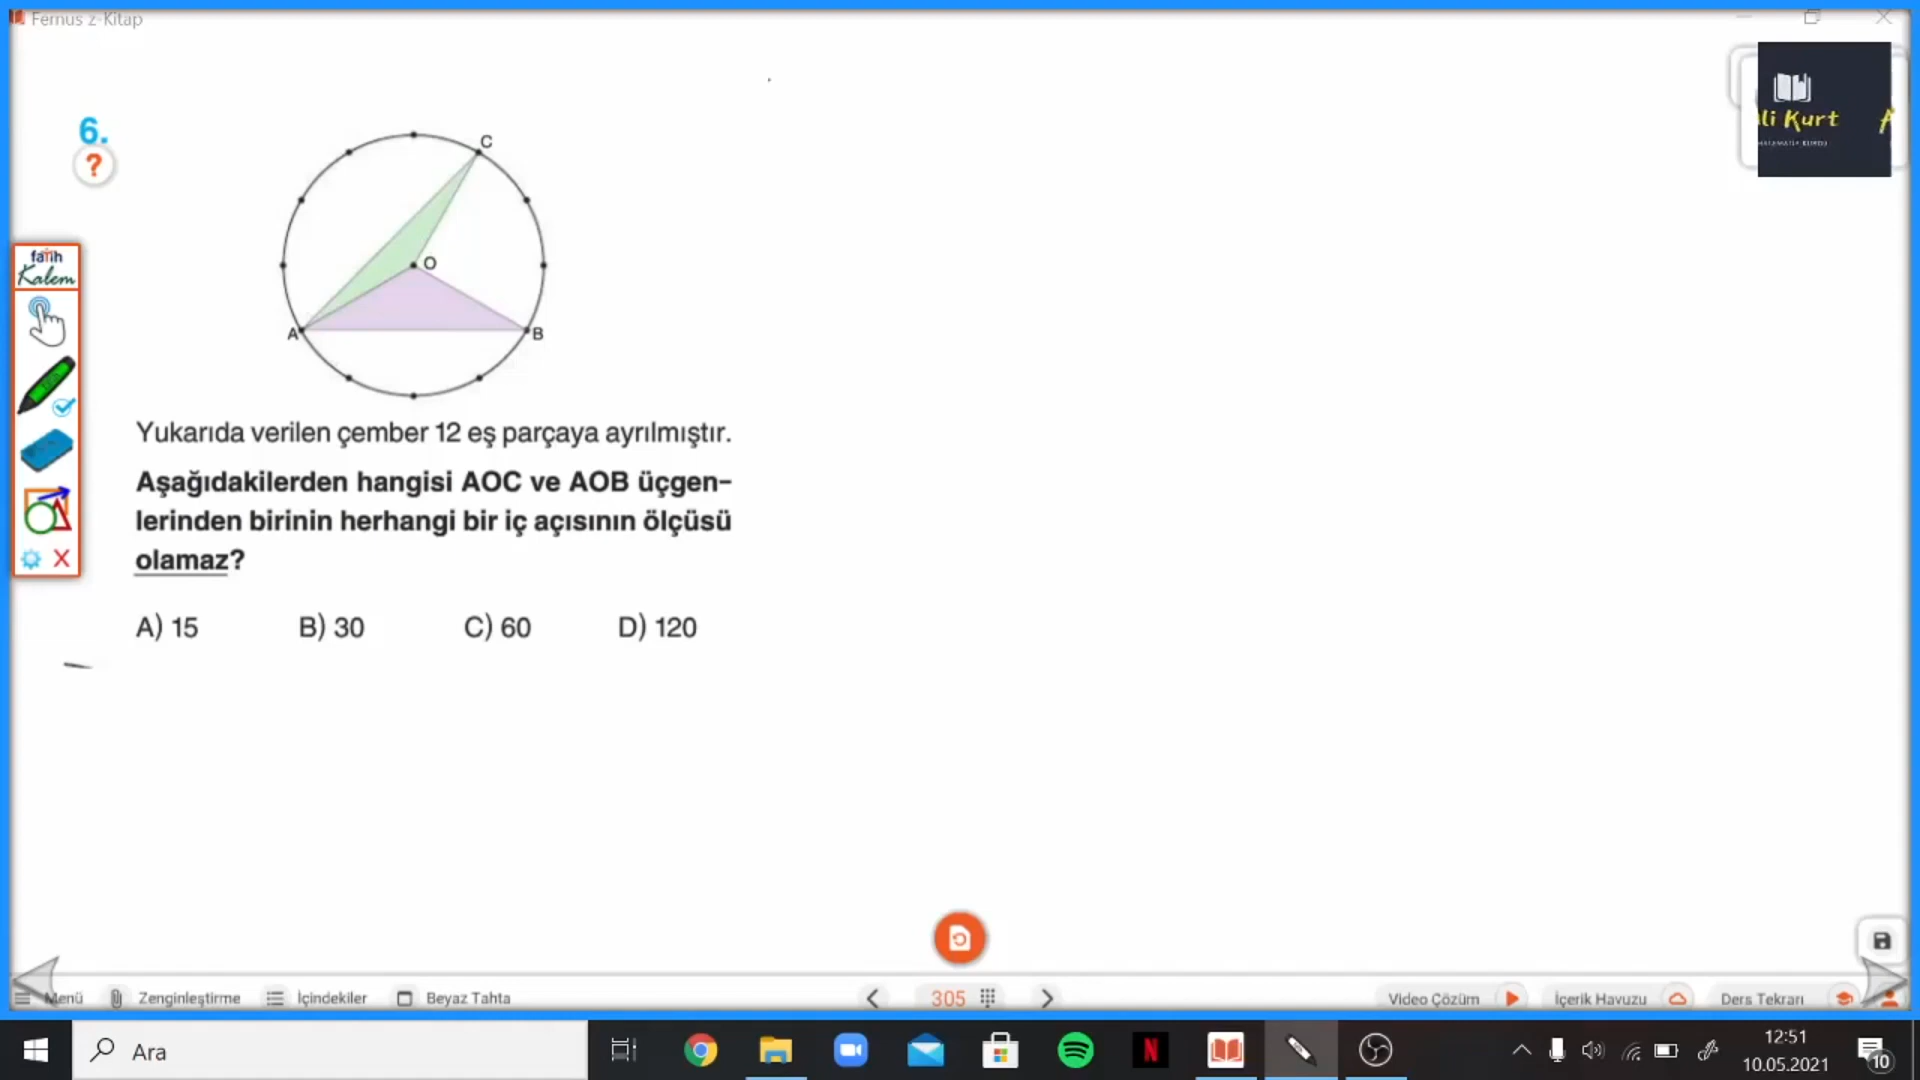 Fernus z-Kitap
6.
?
C
O
A
B
li Kurt
A
fatih
Kalem
Yukarıda verilen çember 12 eş parçaya ayrılmıştır.
Aşağıdakilerden hangisi AOC ve AOB üçgen-
lerinden birinin herhangi bir iç açısının ölçüsü
olamaz?
A) 15 B) 30 C) 60 D) 120
Menü Zenginleştirme İçindekiler Beyaz Tahta 305 Video Çözüm İçerik Havuzu Ders Tekrarı
Ara
12:51
10.05.2021
10